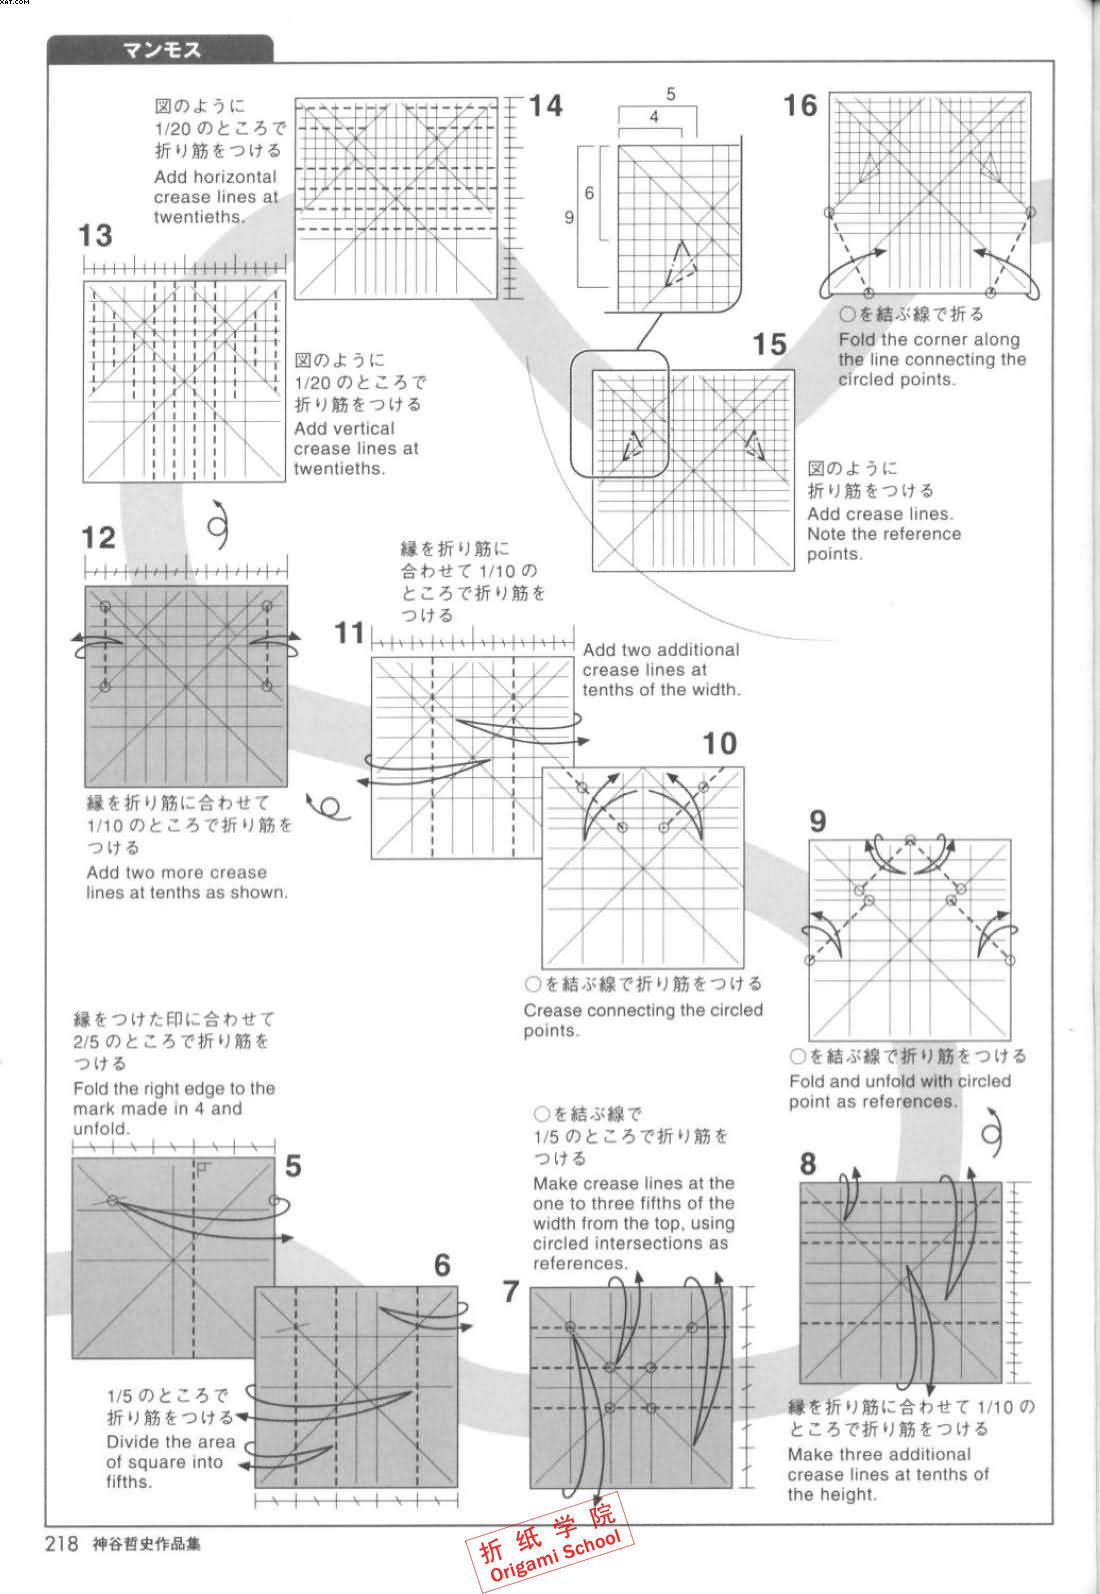 XAT.COM
マンモス
図のように
1/20 のところで
折り筋をつける
Add horizontal
crease lines at
twentieths.
14
5
4
6
9
16
○を結ぶ線で折る
Fold the corner along
the line connecting the
circled points.
13
図のように
1/20 のところで
折り筋をつける
Add vertical
crease lines at
twentieths.
15
図のように
折り筋をつける
Add crease lines.
Note the reference
points.
12
縁を折り筋に合わせて
1/10 のところで折り筋を
つける
Add two more crease
lines at tenths as shown.
縁を折り筋に
合わせて 1/10 の
ところで折り筋を
つける
11
Add two additional
crease lines at
tenths of the width.
10
○を結ぶ線で折り筋をつける
Crease connecting the circled
points.
9
○を結ぶ線で折り筋をつける
Fold and unfold with circled
point as references.
縁をつけた印に合わせて
2/5 のところで折り筋を
つける
Fold the right edge to the
mark made in 4 and
unfold.
5
6
1/5 のところで
折り筋をつける
Divide the area
of square into
fifths.
○を結ぶ線で
1/5 のところで折り筋を
つける
Make crease lines at the
one to three fifths of the
width from the top, using
circled intersections as
references.
7
8
縁を折り筋に合わせて 1/10 の
ところで折り筋をつける
Make three additional
crease lines at tenths of
the height.
218 神谷哲史作品集
折纸学院
Origami School